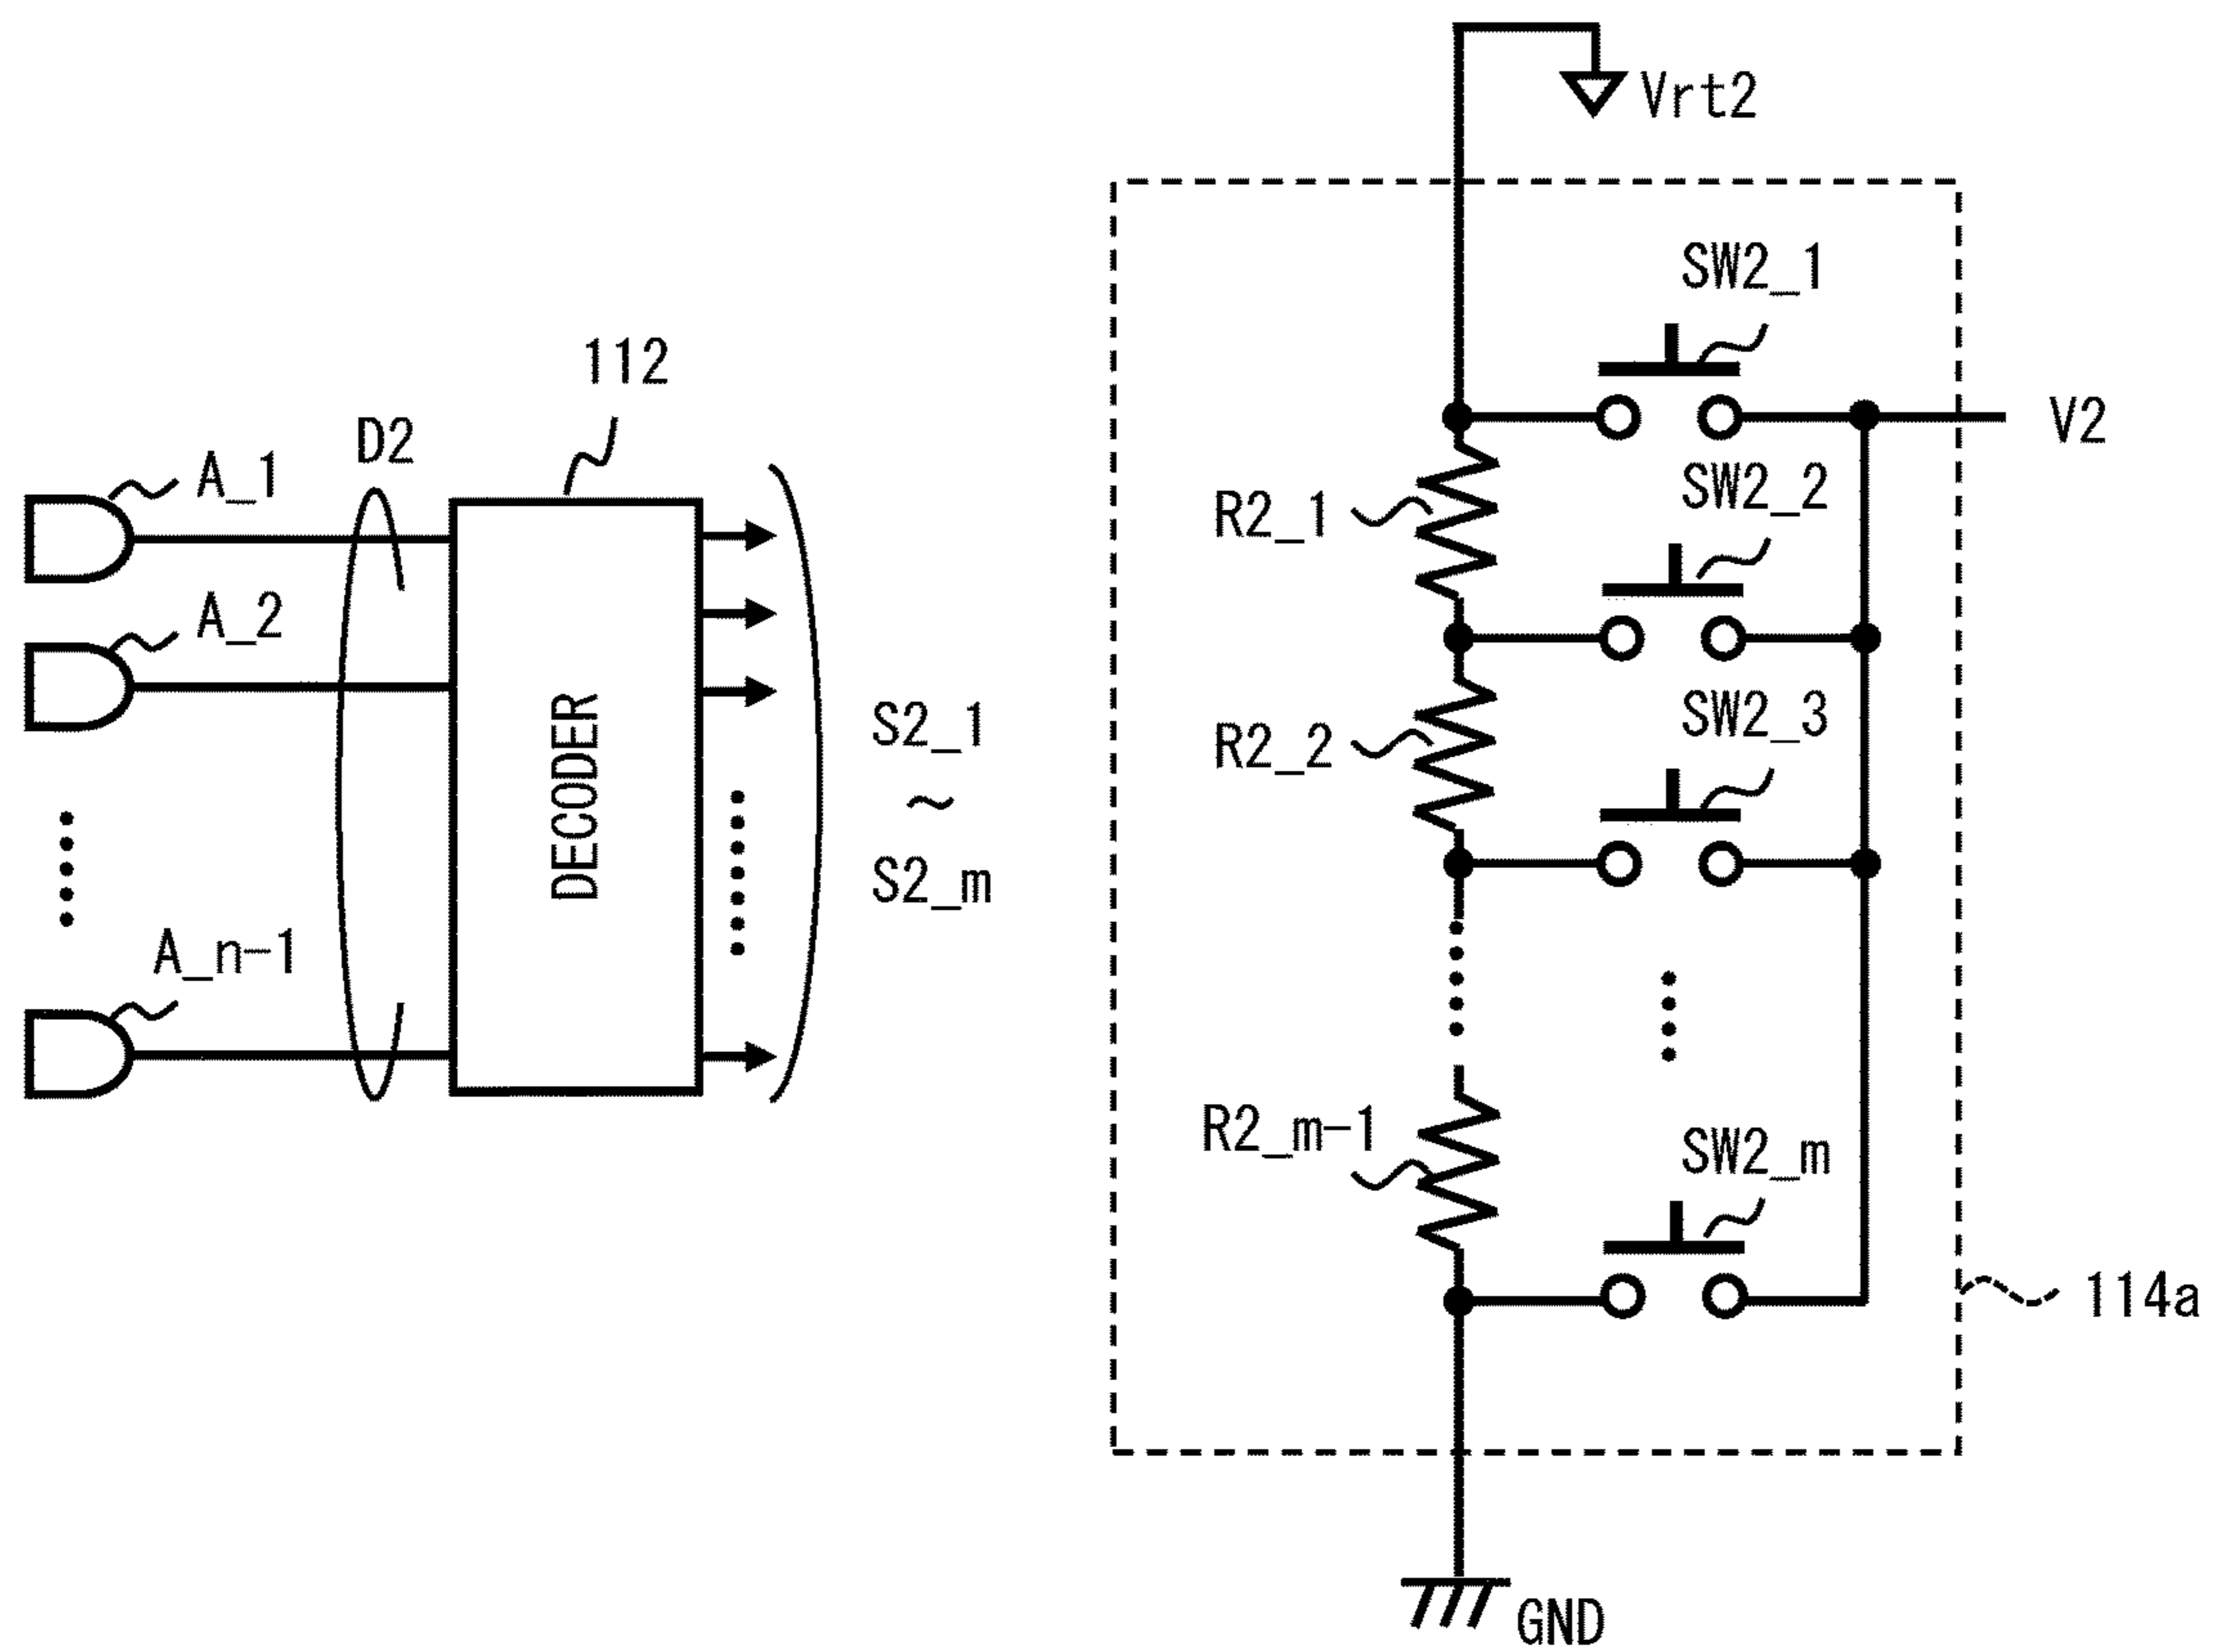 Vrt2
SW2_1
112
D2
V2
A_1
SW2_2
R2_1
A_2
S2_1
SW2_3
R2_2
DECODER
~
S2_m
A_n-1
R2_m-1
SW2_m
114a
GND